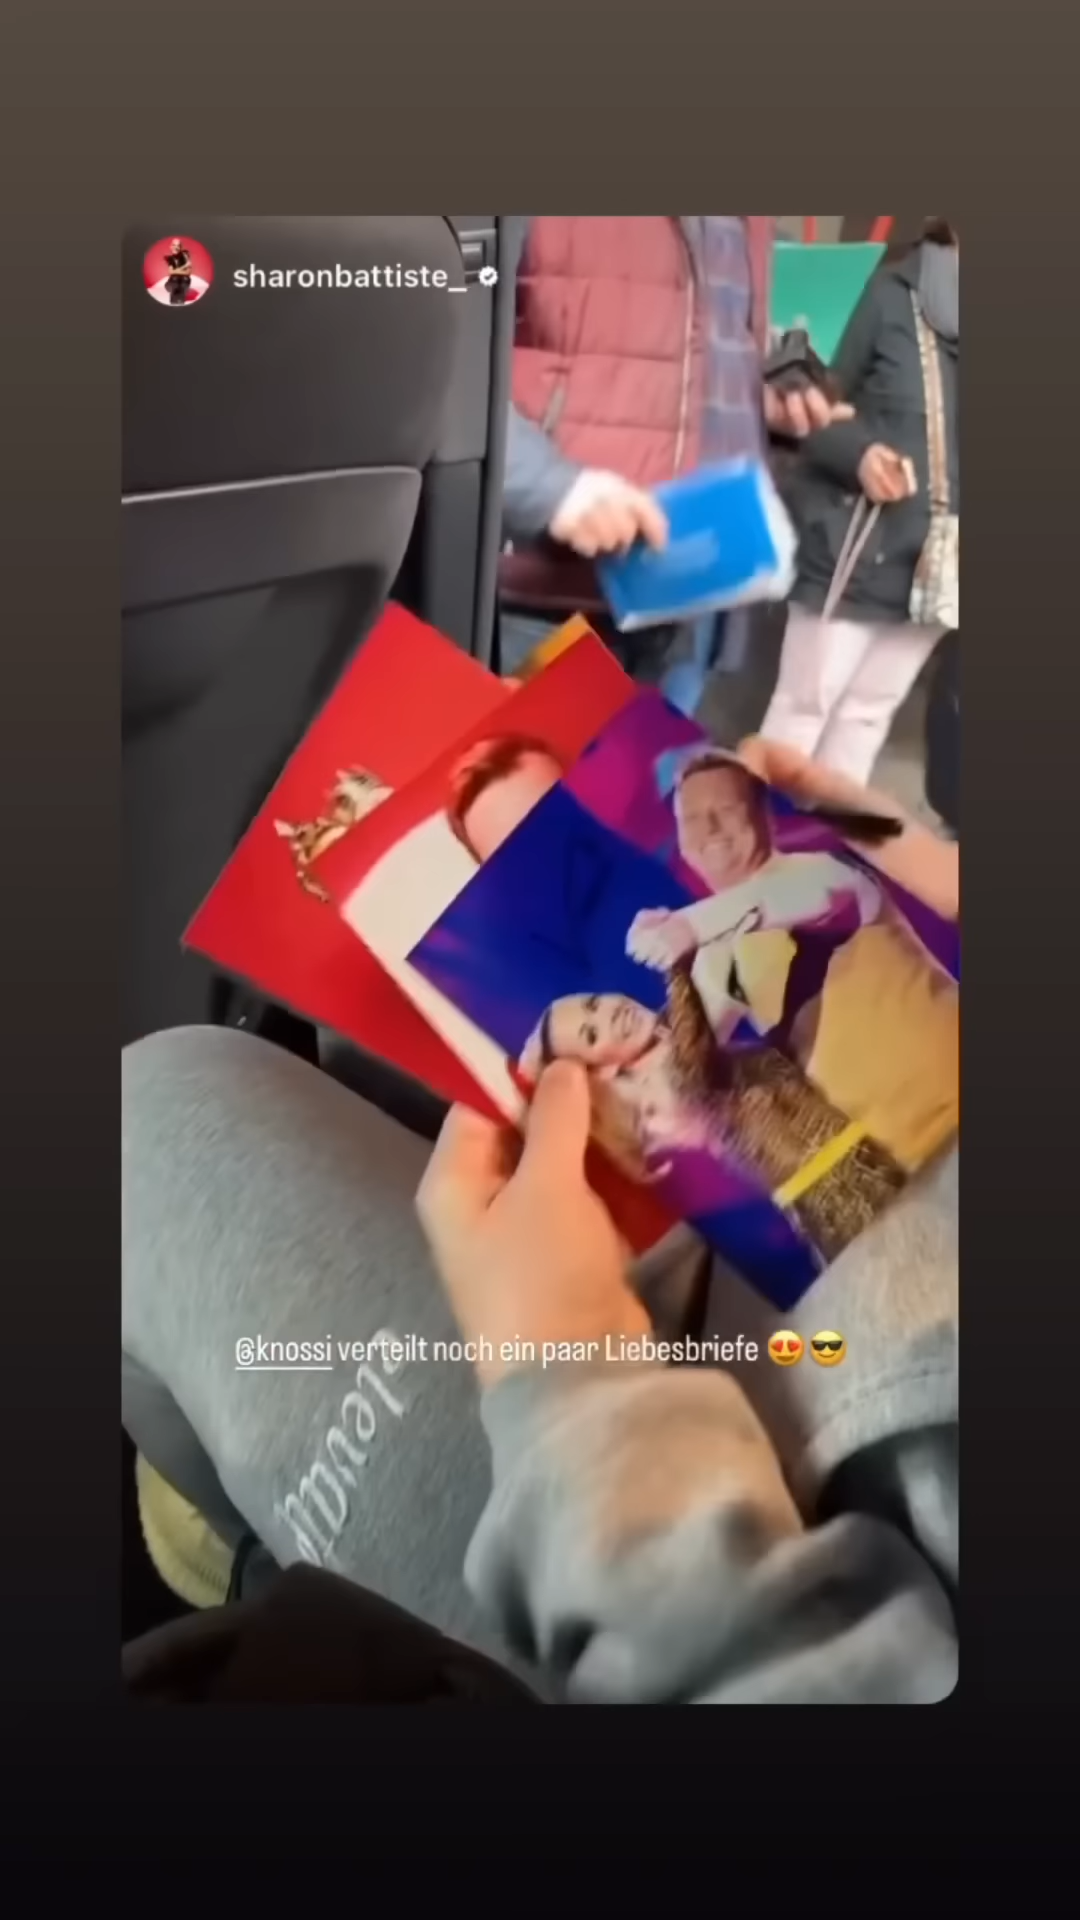 sharonbattiste_
@knossi verteilt noch ein paar Liebesbriefe 😍😎